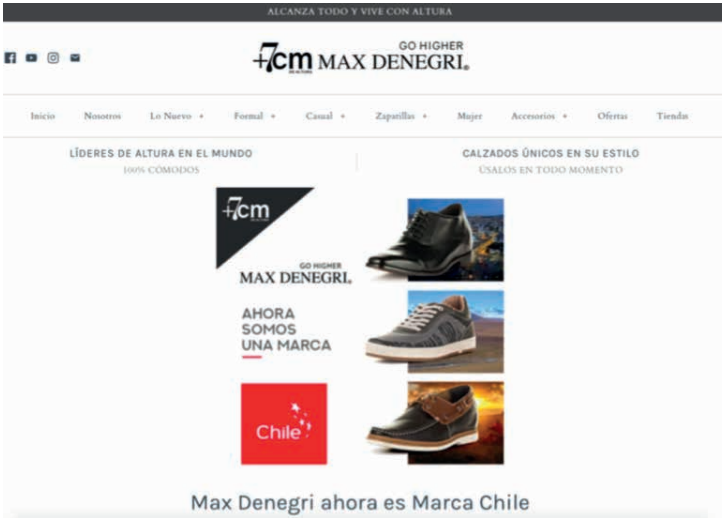 ALCANZA TODO Y VIVE CON ALTURA
+7cm
GO HIGHER
MAX DENEGRI®
Inicio Nosotros Lo Nuevo + Formal + Casual + Zapatillas + Mujer Accesorios + Ofertas Tiendas
LÍDERES DE ALTURA EN EL MUNDO
100% CÓMODOS
CALZADOS ÚNICOS EN SU ESTILO
ÚSALOS EN TODO MOMENTO
+7cm
GO HIGHER
MAX DENEGRI®
AHORA
SOMOS
UNA MARCA
Chile
Max Denegri ahora es Marca Chile